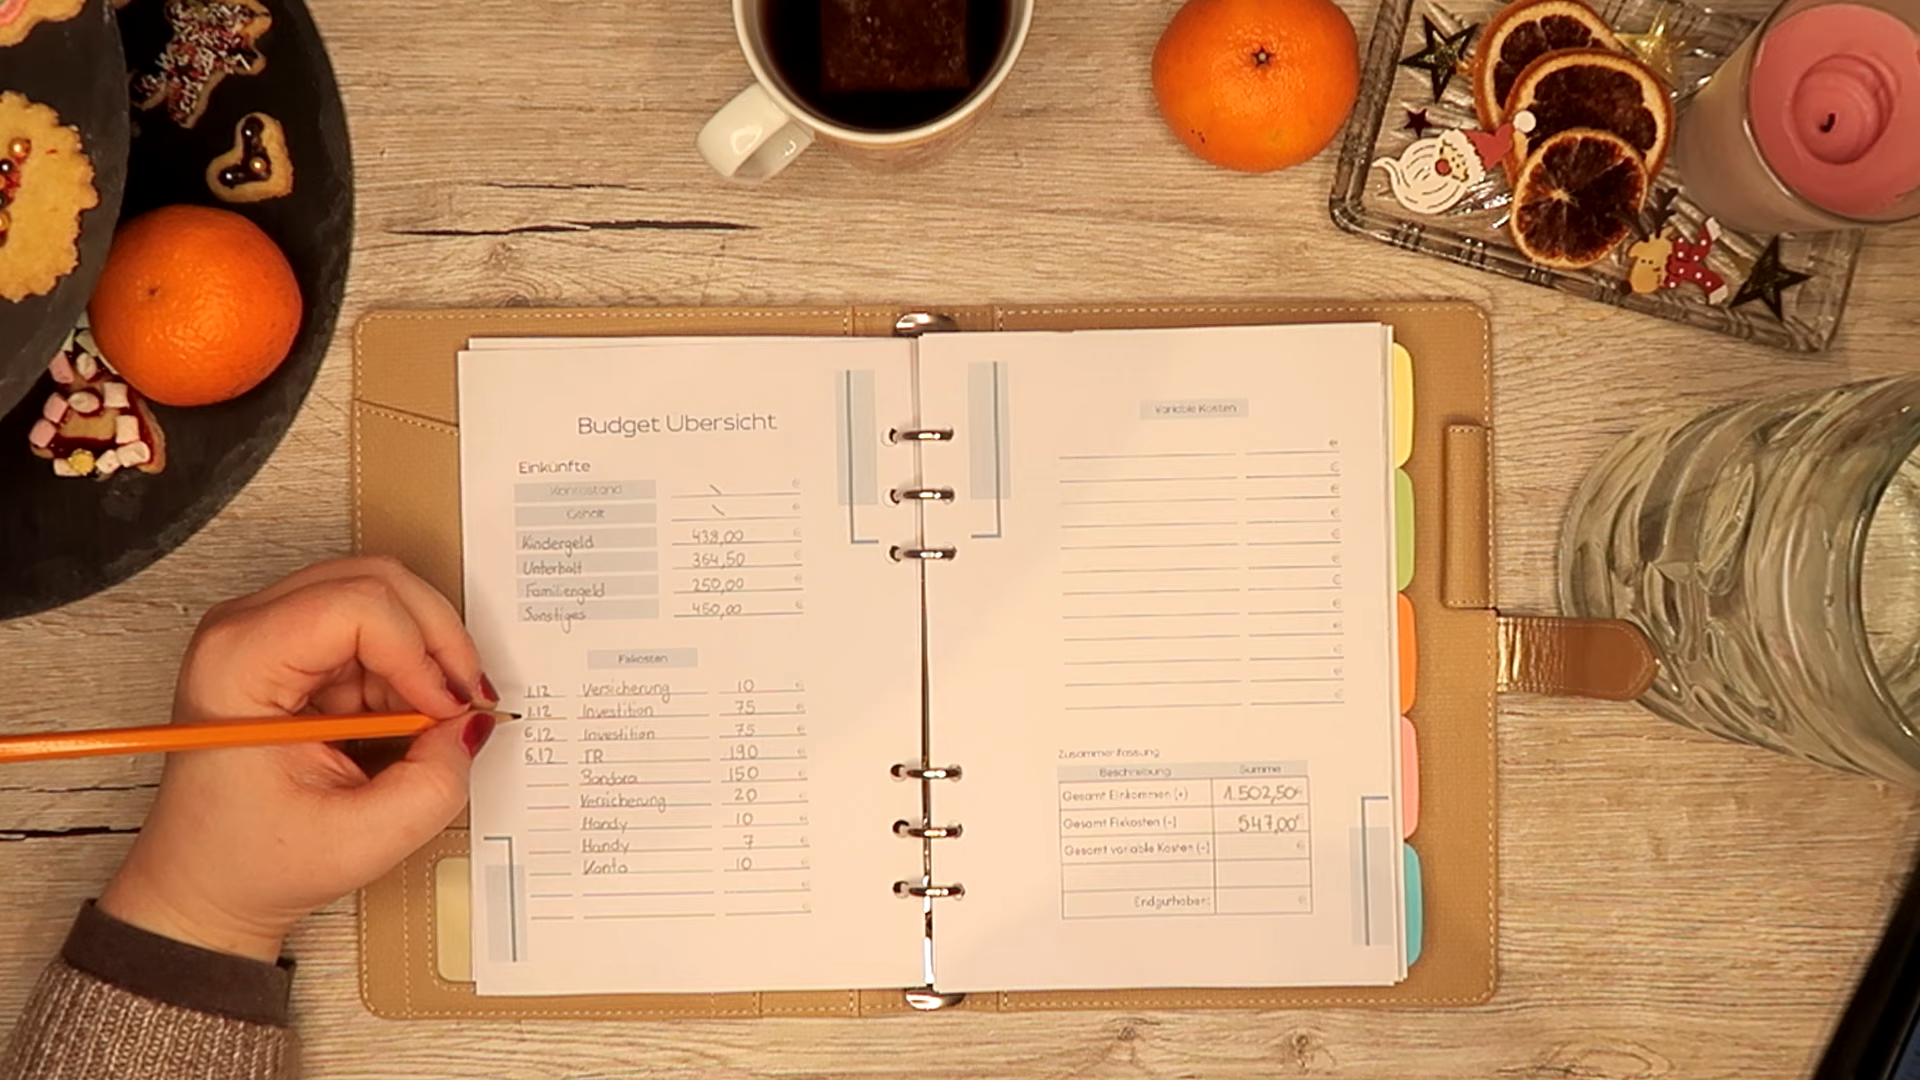 Budget Übersicht
Einkünfte
Kontostand \ €
Gehalt \ €
Kindergeld 438,00 €
Unterhalt 364,50 €
Familiengeld 250,00 €
Sonstiges 450,00 €
Fixkosten
1.12 Versicherung 10 €
1.12 Investition 75 €
6.12 Investition 75 €
6.12 TR 190 €
Bondora 150 €
Versicherung 20 €
Handy 10 €
Handy 7 €
Konto 10 €
€
€
Variable Kosten
€
€
€
€
€
€
€
€
€
€
€
€
Zusammenfassung
Beschreibung Summe
Gesamt Einkommen (+) 1.502,50€
Gesamt Fixkosten (-) 547,00€
Gesamt variable Kosten (-) €
Endguthaben: €